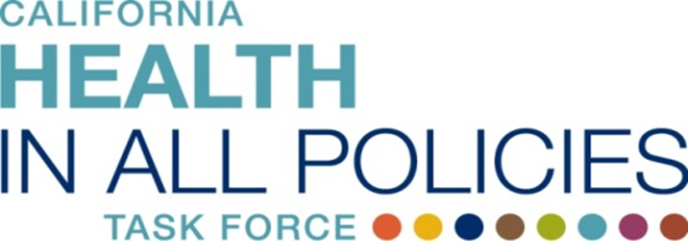 CALIFORNIA
HEALTH
IN ALL POLICIES
TASK FORCE